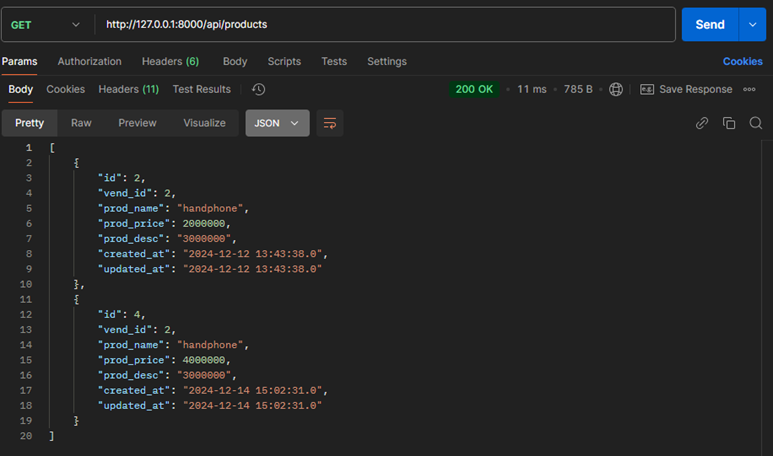 GET http://127.0.0.1:8000/api/products Send
Params Authorization Headers (6) Body Scripts Tests Settings Cookies
Body Cookies Headers (11) Test Results 200 OK • 11 ms • 785 B • e.g. Save Response
Pretty Raw Preview Visualize JSON
1 [
2 {
3 "id": 2,
4 "vend_id": 2,
5 "prod_name": "handphone",
6 "prod_price": 2000000,
7 "prod_desc": "3000000",
8 "created_at": "2024-12-12 13:43:38.0",
9 "updated_at": "2024-12-12 13:43:38.0"
10 },
11 {
12 "id": 4,
13 "vend_id": 2,
14 "prod_name": "handphone",
15 "prod_price": 4000000,
16 "prod_desc": "3000000",
17 "created_at": "2024-12-14 15:02:31.0",
18 "updated_at": "2024-12-14 15:02:31.0"
19 }
20 ]